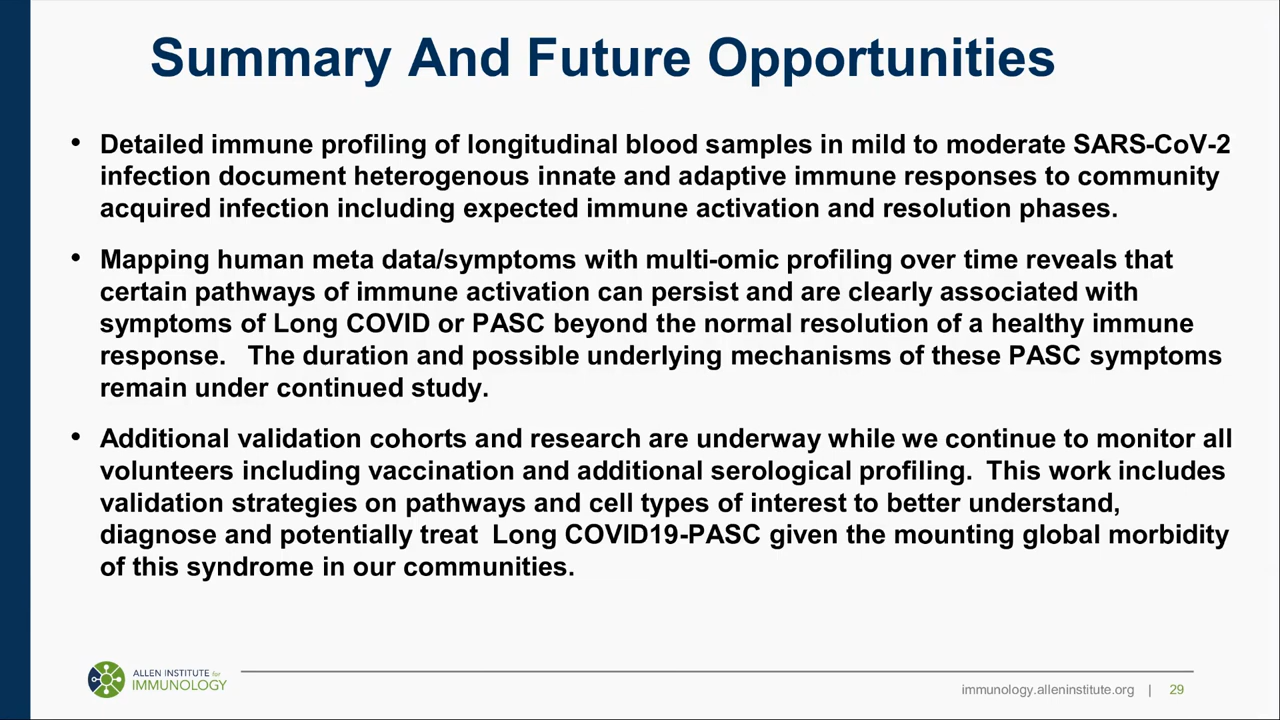 Summary And Future Opportunities
• Detailed immune profiling of longitudinal blood samples in mild to moderate SARS-CoV-2
infection document heterogenous innate and adaptive immune responses to community
acquired infection including expected immune activation and resolution phases.
• Mapping human meta data/symptoms with multi-omic profiling over time reveals that
certain pathways of immune activation can persist and are clearly associated with
symptoms of Long COVID or PASC beyond the normal resolution of a healthy immune
response.   The duration and possible underlying mechanisms of these PASC symptoms
remain under continued study.
• Additional validation cohorts and research are underway while we continue to monitor all
volunteers including vaccination and additional serological profiling.  This work includes
validation strategies on pathways and cell types of interest to better understand,
diagnose and potentially treat  Long COVID19-PASC given the mounting global morbidity
of this syndrome in our communities.
ALLEN INSTITUTE for
IMMUNOLOGY
immunology.alleninstitute.org | 29